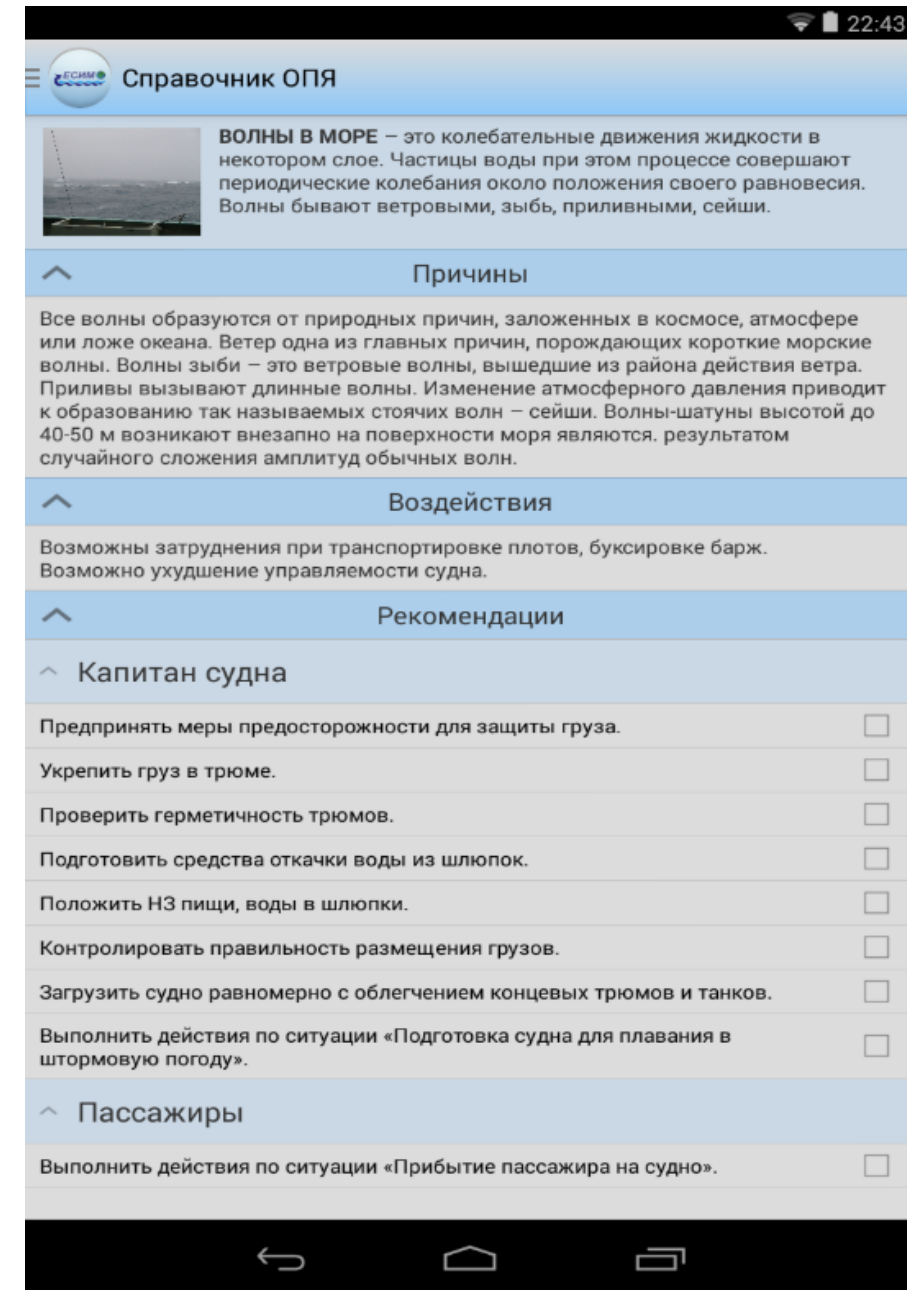 22:43
ЕСИМО
Справочник ОПЯ
ВОЛНЫ В МОРЕ – это колебательные движения жидкости в
некотором слое. Частицы воды при этом процессе совершают
периодические колебания около положения своего равновесия.
Волны бывают ветровыми, зыбь, приливными, сейши.
Причины
Все волны образуются от природных причин, заложенных в космосе, атмосфере
или ложе океана. Ветер одна из главных причин, порождающих короткие морские
волны. Волны зыби – это ветровые волны, вышедшие из района действия ветра.
Приливы вызывают длинные волны. Изменение атмосферного давления приводит
к образованию так называемых стоячих волн – сейши. Волны-шатуны высотой до
40-50 м возникают внезапно на поверхности моря являются. результатом
случайного сложения амплитуд обычных волн.
Воздействия
Возможны затруднения при транспортировке плотов, буксировке барж.
Возможно ухудшение управляемости судна.
Рекомендации
Капитан судна
Предпринять меры предосторожности для защиты груза.
Укрепить груз в трюме.
Проверить герметичность трюмов.
Подготовить средства откачки воды из шлюпок.
Положить НЗ пищи, воды в шлюпки.
Контролировать правильность размещения грузов.
Загрузить судно равномерно с облегчением концевых трюмов и танков.
Выполнить действия по ситуации «Подготовка судна для плавания в
штормовую погоду».
Пассажиры
Выполнить действия по ситуации «Прибытие пассажира на судно».